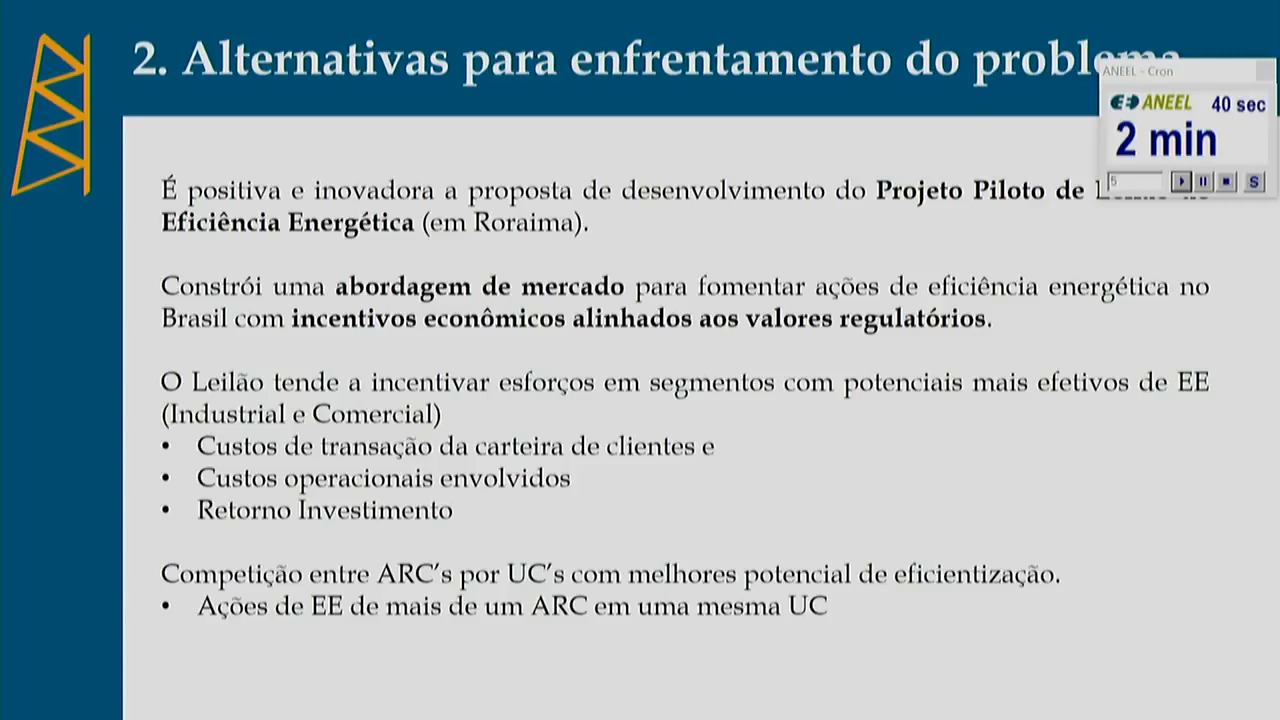 2. Alternativas para enfrentamento do problema
ANEEL - Cron
ANEEL 40 sec
2 min
5
S
É positiva e inovadora a proposta de desenvolvimento do Projeto Piloto de
Eficiência Energética (em Roraima).
Constrói uma abordagem de mercado para fomentar ações de eficiência energética no
Brasil com incentivos econômicos alinhados aos valores regulatórios.
O Leilão tende a incentivar esforços em segmentos com potenciais mais efetivos de EE
(Industrial e Comercial)
• Custos de transação da carteira de clientes e
• Custos operacionais envolvidos
• Retorno Investimento
Competição entre ARC’s por UC’s com melhores potencial de eficientização.
• Ações de EE de mais de um ARC em uma mesma UC